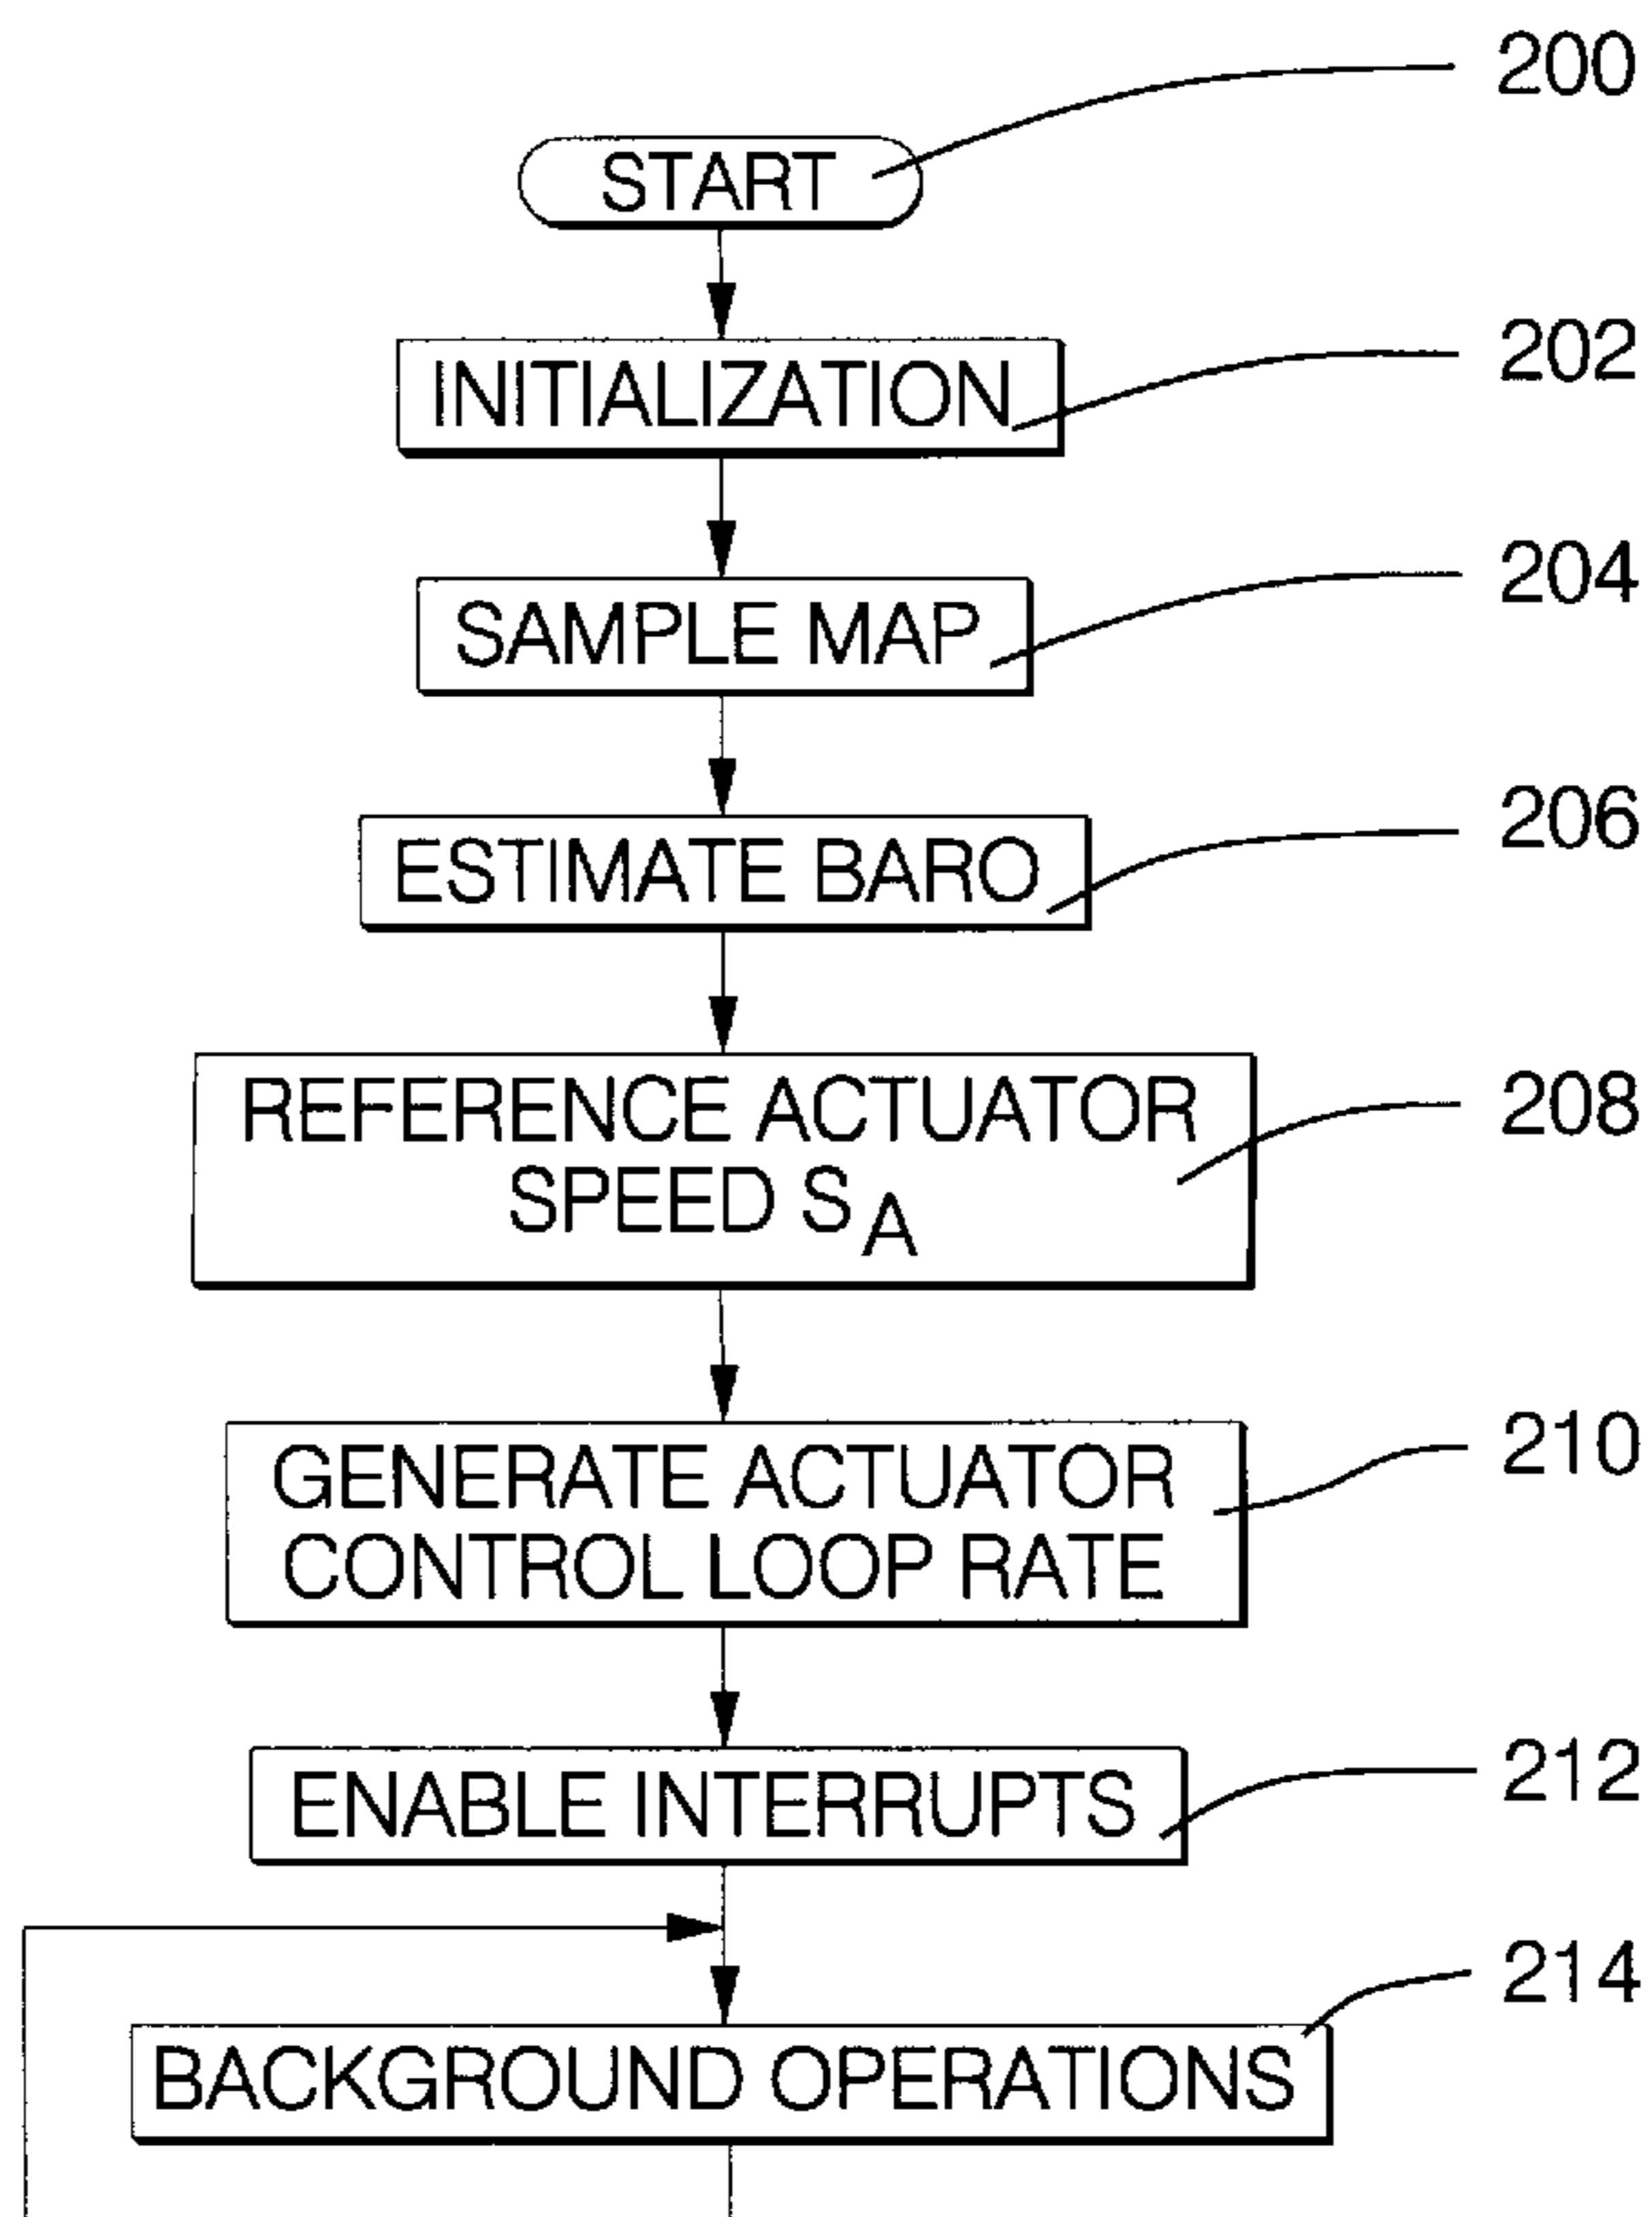 200
START
202
INITIALIZATION
204
SAMPLE MAP
206
ESTIMATE BARO
208
REFERENCE ACTUATOR
SPEED SA
210
GENERATE ACTUATOR
CONTROL LOOP RATE
212
ENABLE INTERRUPTS
214
BACKGROUND OPERATIONS